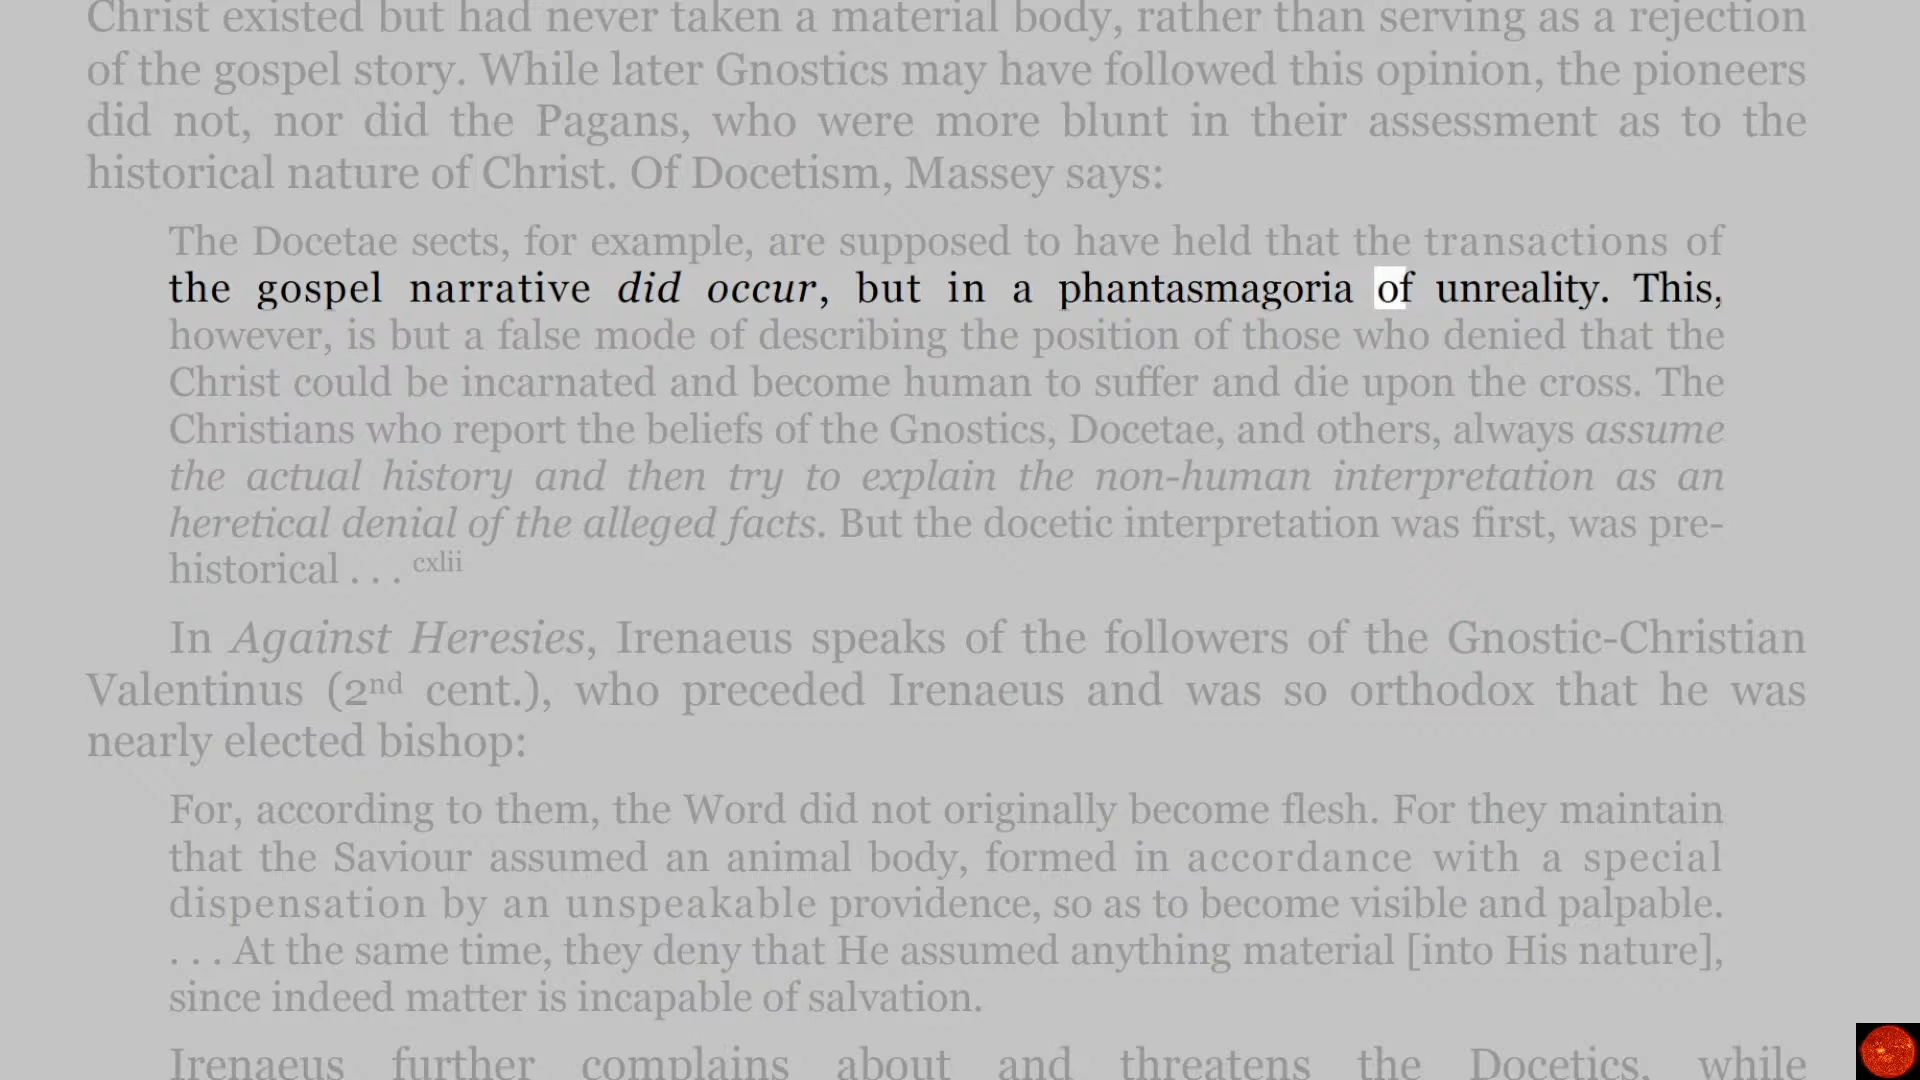 Christ existed but had never taken a material body, rather than serving as a rejection
of the gospel story. While later Gnostics may have followed this opinion, the pioneers
did not, nor did the Pagans, who were more blunt in their assessment as to the
historical nature of Christ. Of Docetism, Massey says:
The Docetae sects, for example, are supposed to have held that the transactions of
the gospel narrative did occur, but in a phantasmagoria of unreality. This,
however, is but a false mode of describing the position of those who denied that the
Christ could be incarnated and become human to suffer and die upon the cross. The
Christians who report the beliefs of the Gnostics, Docetae, and others, always assume
the actual history and then try to explain the non-human interpretation as an
heretical denial of the alleged facts. But the docetic interpretation was first, was pre-
historical . . . cxlii
In Against Heresies, Irenaeus speaks of the followers of the Gnostic-Christian
Valentinus (2nd cent.), who preceded Irenaeus and was so orthodox that he was
nearly elected bishop:
For, according to them, the Word did not originally become flesh. For they maintain
that the Saviour assumed an animal body, formed in accordance with a special
dispensation by an unspeakable providence, so as to become visible and palpable.
. . . At the same time, they deny that He assumed anything material [into His nature],
since indeed matter is incapable of salvation.
Irenaeus further complains about and threatens the Docetics, while